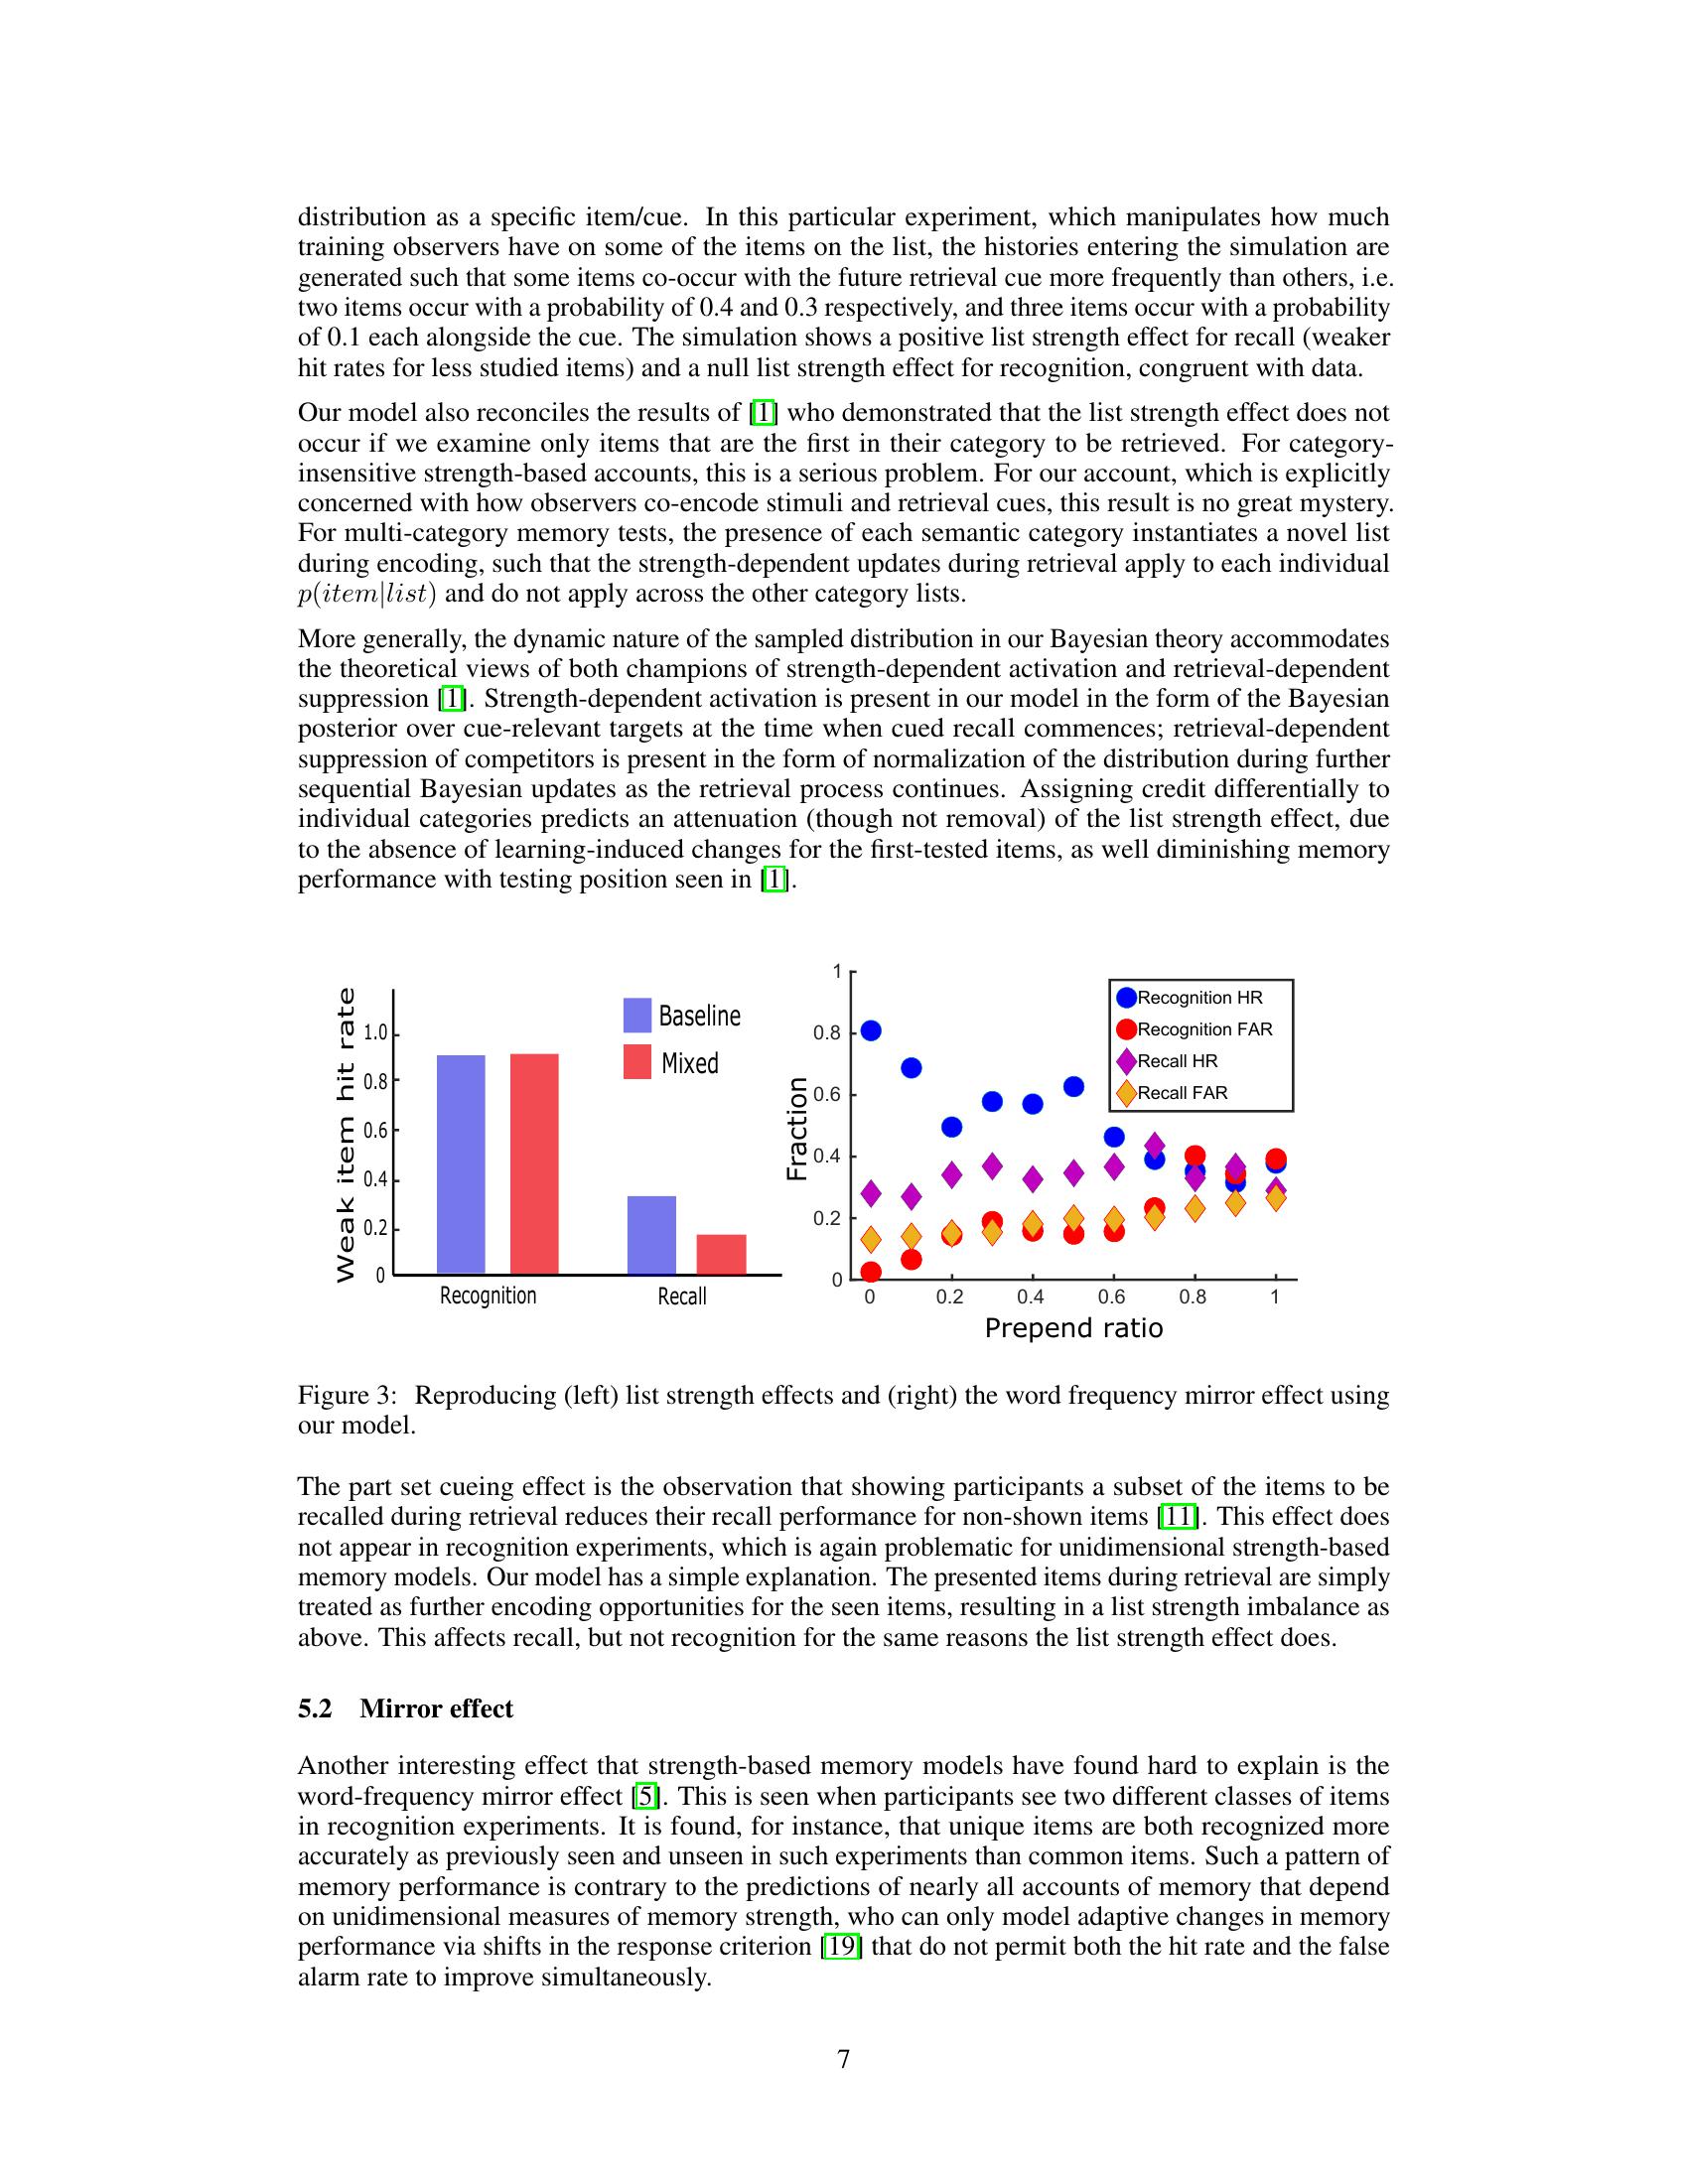 distribution as a specific item/cue. In this particular experiment, which manipulates how much
training observers have on some of the items on the list, the histories entering the simulation are
generated such that some items co-occur with the future retrieval cue more frequently than others, i.e.
two items occur with a probability of 0.4 and 0.3 respectively, and three items occur with a probability
of 0.1 each alongside the cue. The simulation shows a positive list strength effect for recall (weaker
hit rates for less studied items) and a null list strength effect for recognition, congruent with data.
Our model also reconciles the results of [1] who demonstrated that the list strength effect does not
occur if we examine only items that are the first in their category to be retrieved. For category-
insensitive strength-based accounts, this is a serious problem. For our account, which is explicitly
concerned with how observers co-encode stimuli and retrieval cues, this result is no great mystery.
For multi-category memory tests, the presence of each semantic category instantiates a novel list
during encoding, such that the strength-dependent updates during retrieval apply to each individual
p(item|list) and do not apply across the other category lists.
More generally, the dynamic nature of the sampled distribution in our Bayesian theory accommodates
the theoretical views of both champions of strength-dependent activation and retrieval-dependent
suppression [1]. Strength-dependent activation is present in our model in the form of the Bayesian
posterior over cue-relevant targets at the time when cued recall commences; retrieval-dependent
suppression of competitors is present in the form of normalization of the distribution during further
sequential Bayesian updates as the retrieval process continues. Assigning credit differentially to
individual categories predicts an attenuation (though not removal) of the list strength effect, due
to the absence of learning-induced changes for the first-tested items, as well diminishing memory
performance with testing position seen in [1].
Weak item hit rate
1.0
0.8
0.6
0.4
0.2
0
Baseline
Mixed
Recognition
Recall
Fraction
1
0.8
0.6
0.4
0.2
0
Recognition HR
Recognition FAR
Recall HR
Recall FAR
0 0.2 0.4 0.6 0.8 1
Prepend ratio
Figure 3: Reproducing (left) list strength effects and (right) the word frequency mirror effect using
our model.
The part set cueing effect is the observation that showing participants a subset of the items to be
recalled during retrieval reduces their recall performance for non-shown items [11]. This effect does
not appear in recognition experiments, which is again problematic for unidimensional strength-based
memory models. Our model has a simple explanation. The presented items during retrieval are simply
treated as further encoding opportunities for the seen items, resulting in a list strength imbalance as
above. This affects recall, but not recognition for the same reasons the list strength effect does.
5.2 Mirror effect
Another interesting effect that strength-based memory models have found hard to explain is the
word-frequency mirror effect [5]. This is seen when participants see two different classes of items
in recognition experiments. It is found, for instance, that unique items are both recognized more
accurately as previously seen and unseen in such experiments than common items. Such a pattern of
memory performance is contrary to the predictions of nearly all accounts of memory that depend
on unidimensional measures of memory strength, who can only model adaptive changes in memory
performance via shifts in the response criterion [19] that do not permit both the hit rate and the false
alarm rate to improve simultaneously.
7